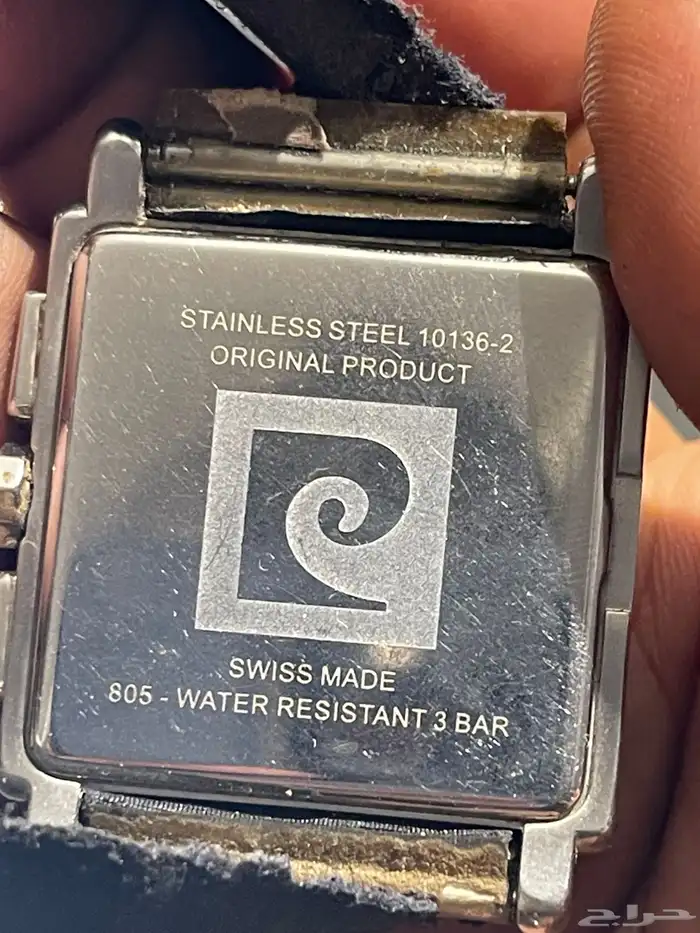 STAINLESS STEEL 10136-2
ORIGINAL PRODUCT
SWISS MADE
805 - WATER RESISTANT 3 BAR
حراج